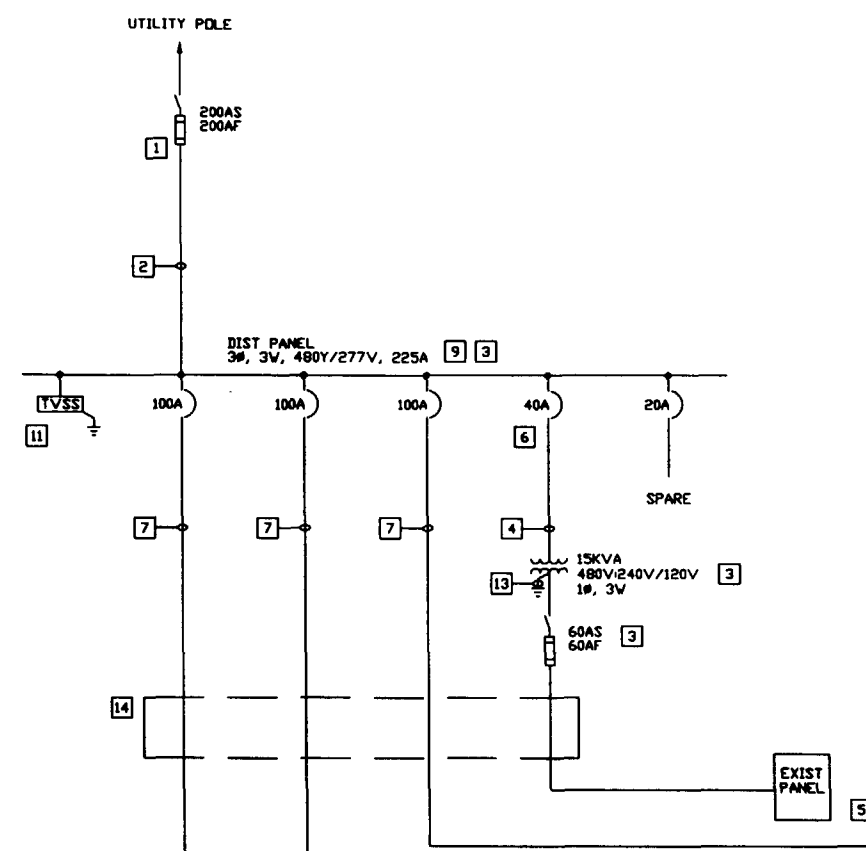 UTILITY POLE
200AS
200AF
1
2
DIST PANEL
3Ø, 3W, 480Y/277V, 225A
9
3
TVSS
11
100A
100A
100A
40A
20A
6
SPARE
7
7
7
4
15KVA
480V:240V/120V
1Ø, 3W
3
13
60AS
60AF
3
14
EXIST
PANEL
5